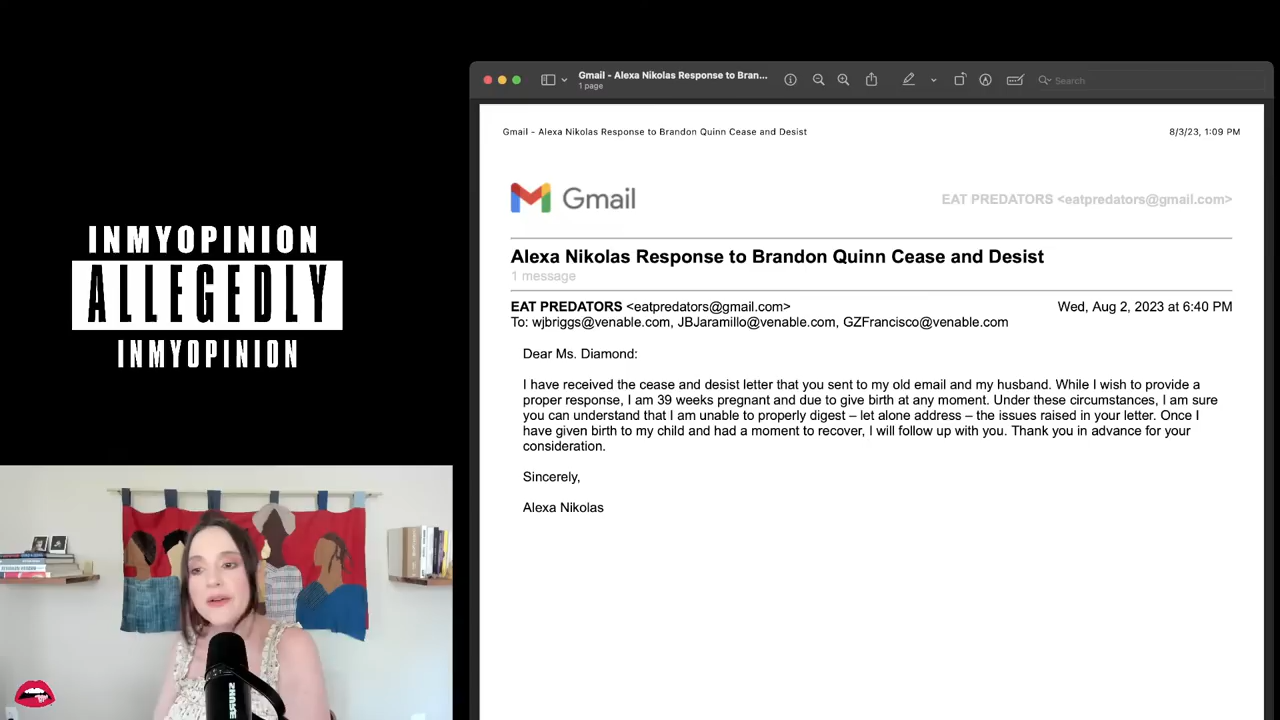 INMYOPINION
ALLEGEDLY
INMYOPINION
Gmail - Alexa Nikolas Response to Bran...
1 page
Search
Gmail - Alexa Nikolas Response to Brandon Quinn Cease and Desist
8/3/23, 1:09 PM
Gmail
EAT PREDATORS <eatpredators@gmail.com>
Alexa Nikolas Response to Brandon Quinn Cease and Desist
1 message
EAT PREDATORS <eatpredators@gmail.com>
Wed, Aug 2, 2023 at 6:40 PM
To: wjbriggs@venable.com, JBJaramillo@venable.com, GZFrancisco@venable.com
Dear Ms. Diamond:
I have received the cease and desist letter that you sent to my old email and my husband. While I wish to provide a
proper response, I am 39 weeks pregnant and due to give birth at any moment. Under these circumstances, I am sure
you can understand that I am unable to properly digest – let alone address – the issues raised in your letter. Once I
have given birth to my child and had a moment to recover, I will follow up with you. Thank you in advance for your
consideration.
Sincerely,
Alexa Nikolas
SHURE